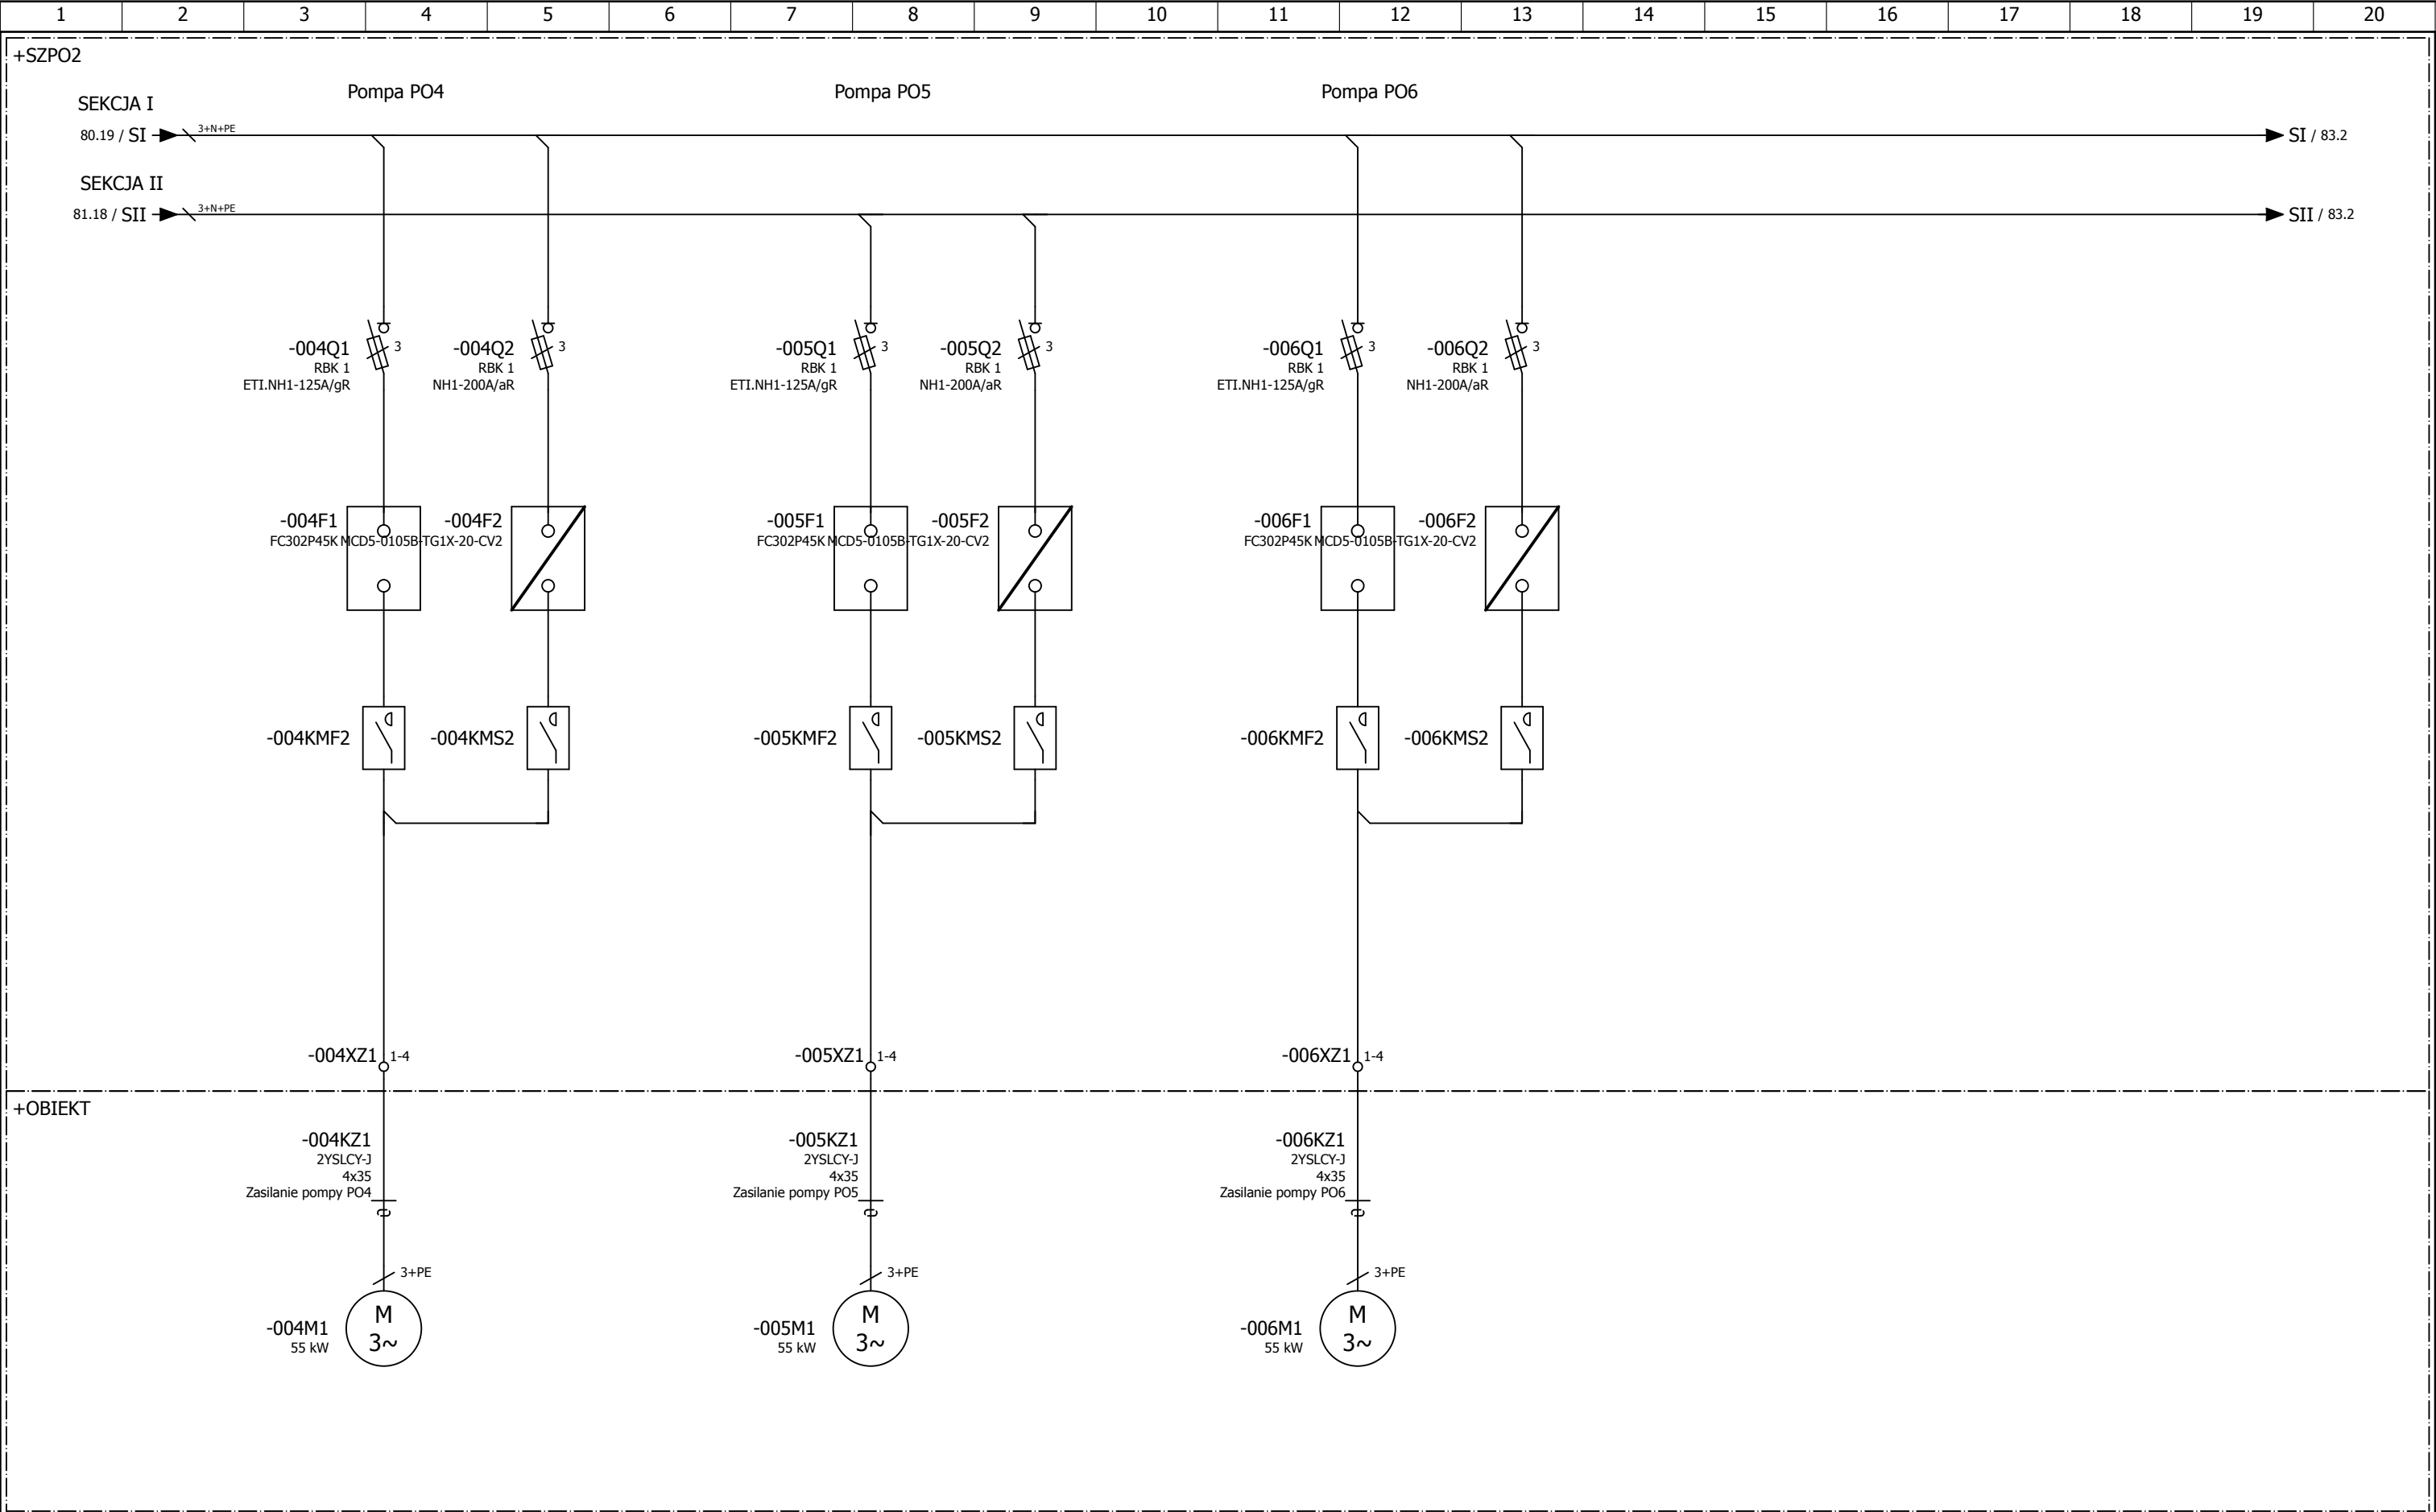 1 2 3 4 5 6 7 8 9 10 11 12 13 14 15 16 17 18 19 20
+SZPO2
Pompa PO4 Pompa PO5 Pompa PO6
SEKCJA I
80.19 / SI 3+N+PE SI / 83.2
SEKCJA II
81.18 / SII 3+N+PE SII / 83.2
-004Q1 3 -004Q2 3 -005Q1 3 -005Q2 3 -006Q1 3 -006Q2 3
RBK 1 RBK 1 RBK 1 RBK 1 RBK 1 RBK 1
ETI.NH1-125A/gR NH1-200A/aR ETI.NH1-125A/gR NH1-200A/aR ETI.NH1-125A/gR NH1-200A/aR
-004F1 -004F2 -005F1 -005F2 -006F1 -006F2
FC302P45K MCD5-0105B-TG1X-20-CV2 FC302P45K MCD5-0105B-TG1X-20-CV2 FC302P45K MCD5-0105B-TG1X-20-CV2
-004KMF2 -004KMS2 -005KMF2 -005KMS2 -006KMF2 -006KMS2
-004XZ1 1-4 -005XZ1 1-4 -006XZ1 1-4
+OBIEKT
-004KZ1 -005KZ1 -006KZ1
2YSLCY-J 2YSLCY-J 2YSLCY-J
4x35 4x35 4x35
Zasilanie pompy PO4 Zasilanie pompy PO5 Zasilanie pompy PO6
3+PE 3+PE 3+PE
M M M
-004M1 -005M1 -006M1
3~ 3~ 3~
55 kW 55 kW 55 kW